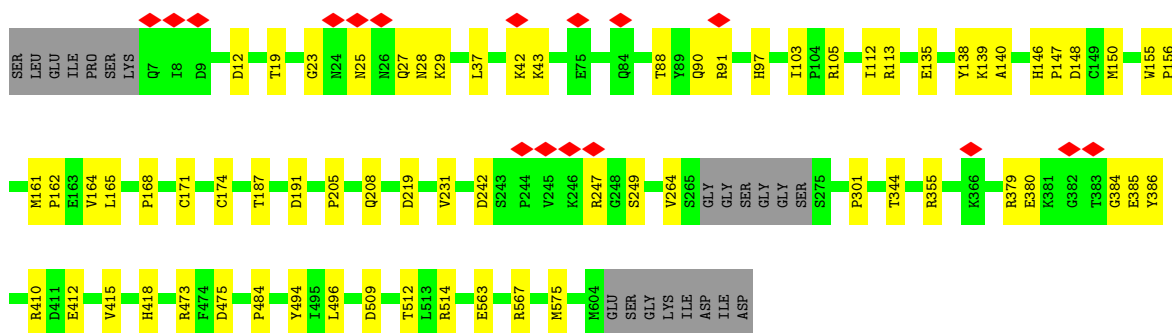 SER LEU GLU ILE PRO SER LYS Q7 I8 D9 D12 T19 G23 N24 N25 N26 Q27 N28 K29 L37 K42 K43 E75 Q84 T88 Y89 Q90 R91 H97 I103 P104 R105 I112 R113 E135 Y138 K139 A140 H146 P147 D148 C149 M150 W155 P156
M161 P162 E163 V164 L165 P168 C171 C174 T187 D191 P205 Q208 D219 V231 D242 S243 P244 V245 K246 R247 G248 S249 V264 S265 GLY GLY SER GLY GLY SER S275 P301 T344 R355 K366 R379 E380 K381 G382 T383 G384 E385 Y386
R410 D411 E412 V415 H418 R473 F474 D475 P484 Y494 I495 L496 D509 T512 L513 R514 E563 R567 M575 M604 GLU SER GLY LYS ILE ASP ILE ASP